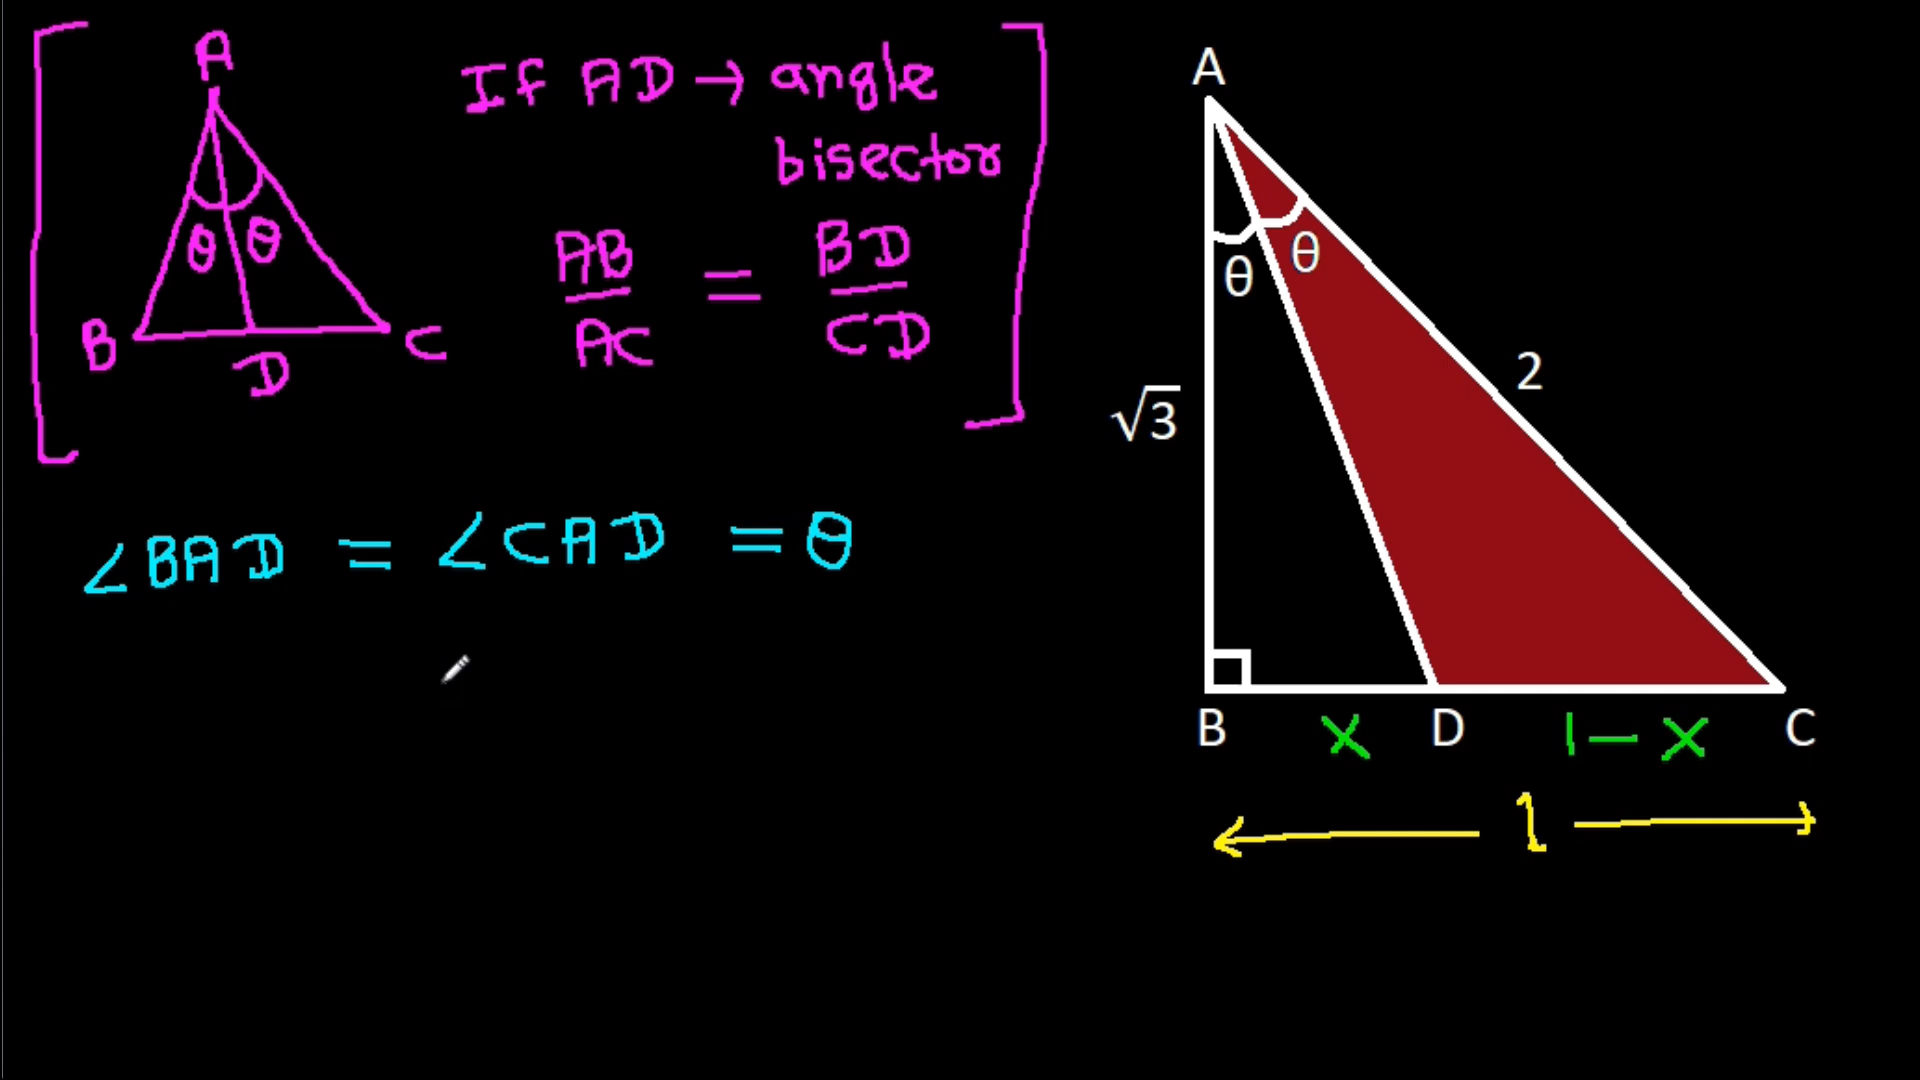 A
If AD → angle
bisector
θ θ
AB/AC = BD/CD
B D C
∠BAD = ∠CAD = θ
A
θ θ
√3
2
B x D 1 - x C
1